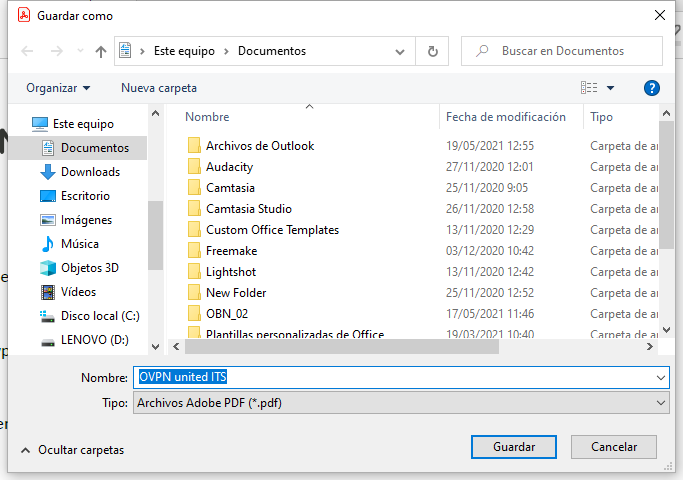 Guardar como
Este equipo > Documentos
Buscar en Documentos
Organizar
Nueva carpeta
?
Este equipo
Documentos
Downloads
Escritorio
Imágenes
Música
Objetos 3D
Vídeos
Disco local (C:)
LENOVO (D:)
Nombre Fecha de modificación Tipo
Archivos de Outlook 19/05/2021 12:55 Carpeta de ar
Audacity 27/11/2020 12:01 Carpeta de ar
Camtasia 25/11/2020 9:05 Carpeta de ar
Camtasia Studio 26/11/2020 12:58 Carpeta de ar
Custom Office Templates 13/11/2020 12:29 Carpeta de ar
Freemake 03/12/2020 10:42 Carpeta de ar
Lightshot 13/11/2020 12:42 Carpeta de ar
New Folder 25/11/2020 12:52 Carpeta de ar
OBN_02 17/05/2021 11:46 Carpeta de ar
Plantillas personalizadas de Office 19/03/2021 10:40 Carpeta de ar
Nombre: OVPN united ITS
Tipo: Archivos Adobe PDF (*.pdf)
Ocultar carpetas
Guardar
Cancelar